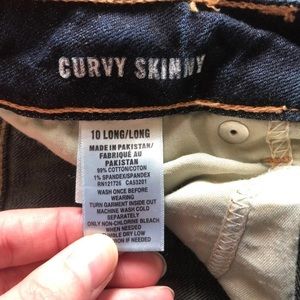 CURVY SKINNY
10 LONG/LONG
MADE IN PAKISTAN/
FABRIQUÉ AU
PAKISTAN
99% COTTON/COTON
1% SPANDEX/SPANDEX
RN121726 CA53201
WASH ONCE BEFORE
WEARING
TURN GARMENT INSIDE OUT
MACHINE WASH COLD
SEPARATELY
ONLY NON-CHLORINE BLEACH
WHEN NEEDED
TUMBLE DRY LOW
IRON IF NEEDED